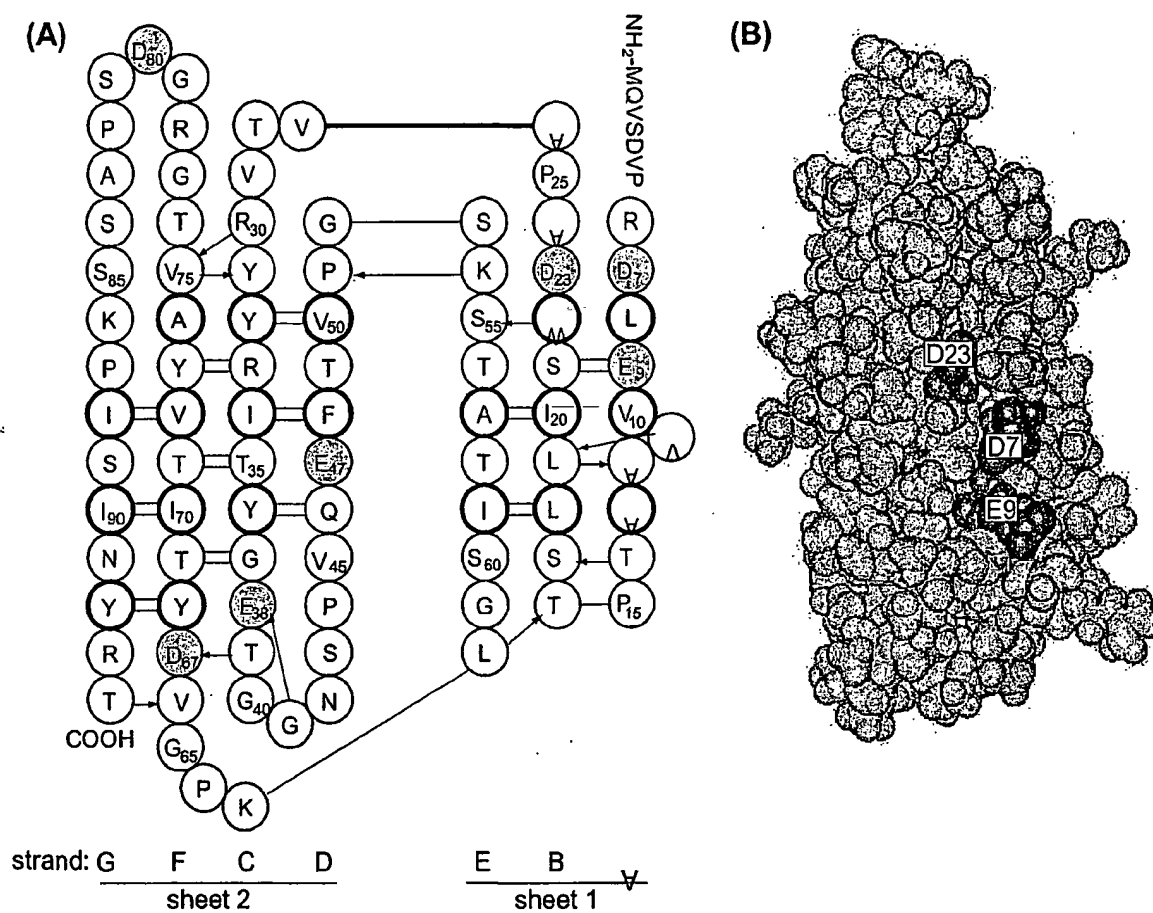 (A)
D80
NH₂-MQVSDVP
S G
P R T V A
A G V P25
S T R30 G S A R
S85 V75 Y P K D23 D7
K A Y V50 S55 W L
P Y R T T S E9
I V I F A I20 V10
V
S T T35 E47 T L A
I90 I70 Y Q I L A
N T G V45 S60 S T
Y Y E38 P G T P15
R D67 T S L
T V G40 G N
COOH
G65
P K
strand: G F C D E B A
sheet 2 sheet 1
(B)
D23
D7
E9